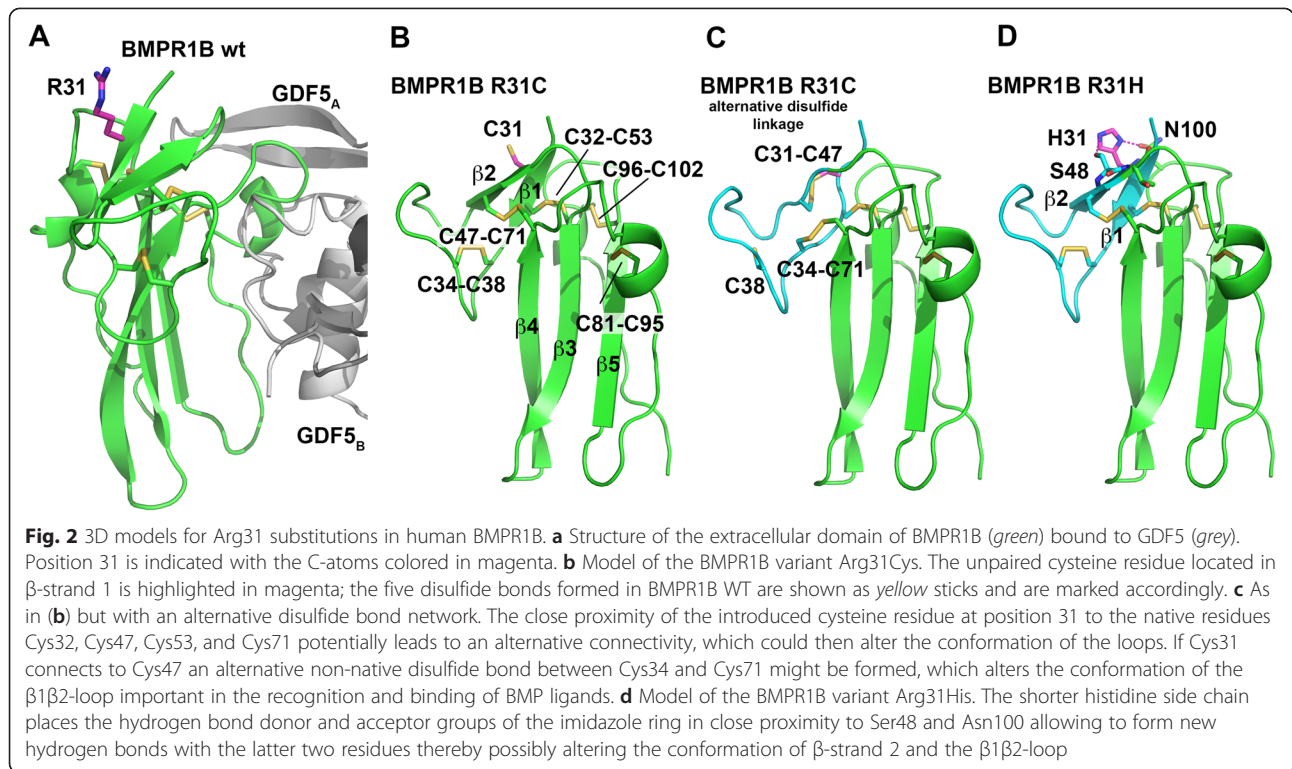 A
BMPR1B wt
R31
GDF5A
GDF5B
B
BMPR1B R31C
C31
C32-C53
C96-C102
β2
β1
C47-C71
C34-C38
C81-C95
β4
β3
β5
C
BMPR1B R31C
alternative disulfide
linkage
C31-C47
C34-C71
C38
D
BMPR1B R31H
H31
N100
S48
β2
β1
Fig. 2 3D models for Arg31 substitutions in human BMPR1B. a Structure of the extracellular domain of BMPR1B (green) bound to GDF5 (grey).
Position 31 is indicated with the C-atoms colored in magenta. b Model of the BMPR1B variant Arg31Cys. The unpaired cysteine residue located in
β-strand 1 is highlighted in magenta; the five disulfide bonds formed in BMPR1B WT are shown as yellow sticks and are marked accordingly. c As
in (b) but with an alternative disulfide bond network. The close proximity of the introduced cysteine residue at position 31 to the native residues
Cys32, Cys47, Cys53, and Cys71 potentially leads to an alternative connectivity, which could then alter the conformation of the loops. If Cys31
connects to Cys47 an alternative non-native disulfide bond between Cys34 and Cys71 might be formed, which alters the conformation of the
β1β2-loop important in the recognition and binding of BMP ligands. d Model of the BMPR1B variant Arg31His. The shorter histidine side chain
places the hydrogen bond donor and acceptor groups of the imidazole ring in close proximity to Ser48 and Asn100 allowing to form new
hydrogen bonds with the latter two residues thereby possibly altering the conformation of β-strand 2 and the β1β2-loop